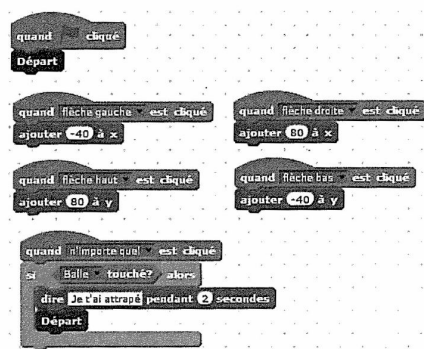 quand cliqué
Départ
quand flèche gauche est cliqué
ajouter -40 à x
quand flèche droite est cliqué
ajouter 80 à x
quand flèche haut est cliqué
ajouter 80 à y
quand flèche bas est cliqué
ajouter -40 à y
quand n'importe quel est cliqué
si Balle touché? alors
dire Je t'ai attrapé pendant 2 secondes
Départ